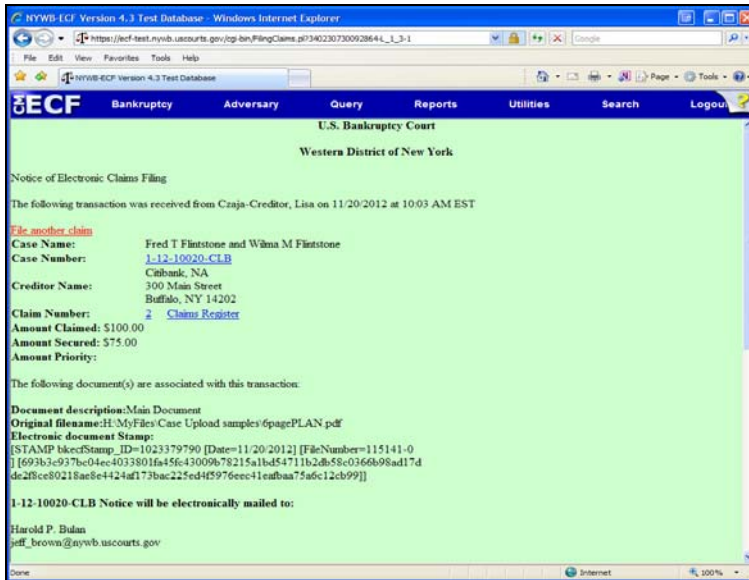 NYWB-ECF Version 4.3 Test Database - Windows Internet Explorer
https://ecf-test.nywb.uscourts.gov/cgi-bin/FilingClaims.pl?340230730092864-L_1_3-1
Google
File Edit View Favorites Tools Help
NYWB-ECF Version 4.3 Test Database
Page Tools
ECF Bankruptcy Adversary Query Reports Utilities Search Logout
U.S. Bankruptcy Court
Western District of New York
Notice of Electronic Claims Filing
The following transaction was received from Czaja-Creditor, Lisa on 11/20/2012 at 10:03 AM EST
File another claim
Case Name: Fred T Flintstone and Wilma M Flintstone
Case Number: 1-12-10020-CLB
Citibank, NA
Creditor Name: 300 Main Street
Buffalo, NY 14202
Claim Number: 2 Claims Register
Amount Claimed: $100.00
Amount Secured: $75.00
Amount Priority:
The following document(s) are associated with this transaction:
Document description:Main Document
Original filename:H:\MyFiles\Case Upload samples\6pagePLAN.pdf
Electronic document Stamp:
[STAMP bkecfStamp_ID=1023379790 [Date=11/20/2012] [FileNumber=115141-0
] [693b3c937bc04ec4033801fa45fc43009b78215a1bd54711b2db58c0366b98ad17d
de2f8ce80218ae8e4424af173bac225ed4f5976eec41eafbaa75a6c12cb99]]
1-12-10020-CLB Notice will be electronically mailed to:
Harold P. Bulan
jeff_brown@nywb.uscourts.gov
Done Internet 100%